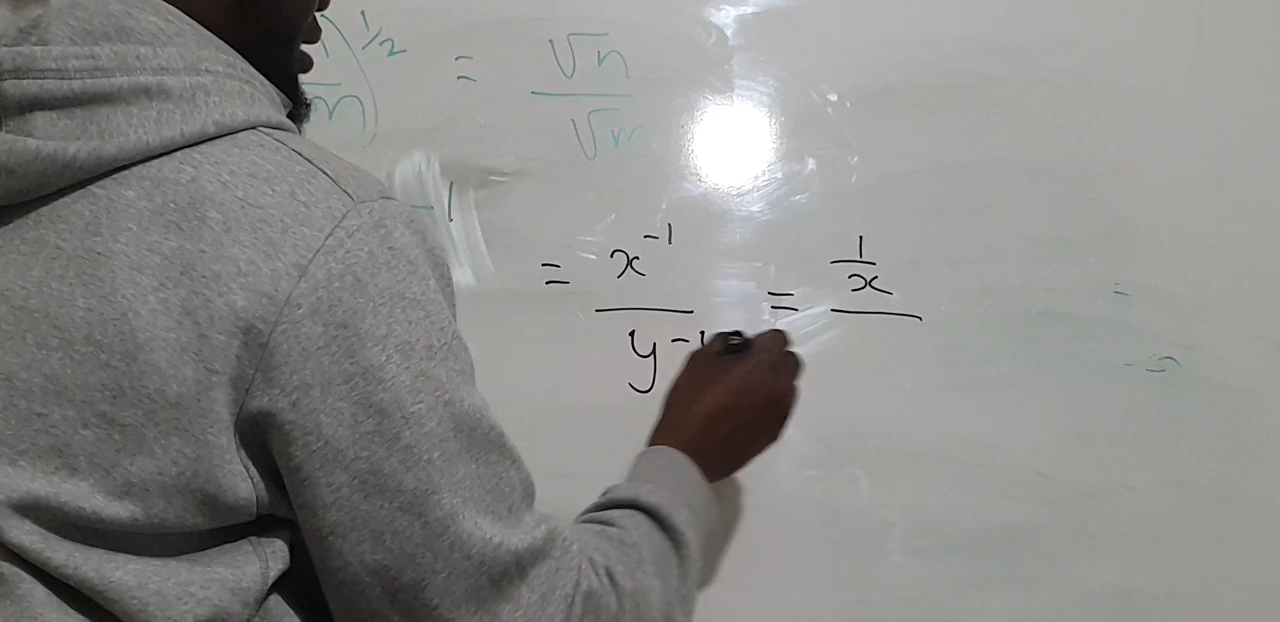 )^1/2 = √n / √m
-1
= x^-1 / y^- = 1/x /